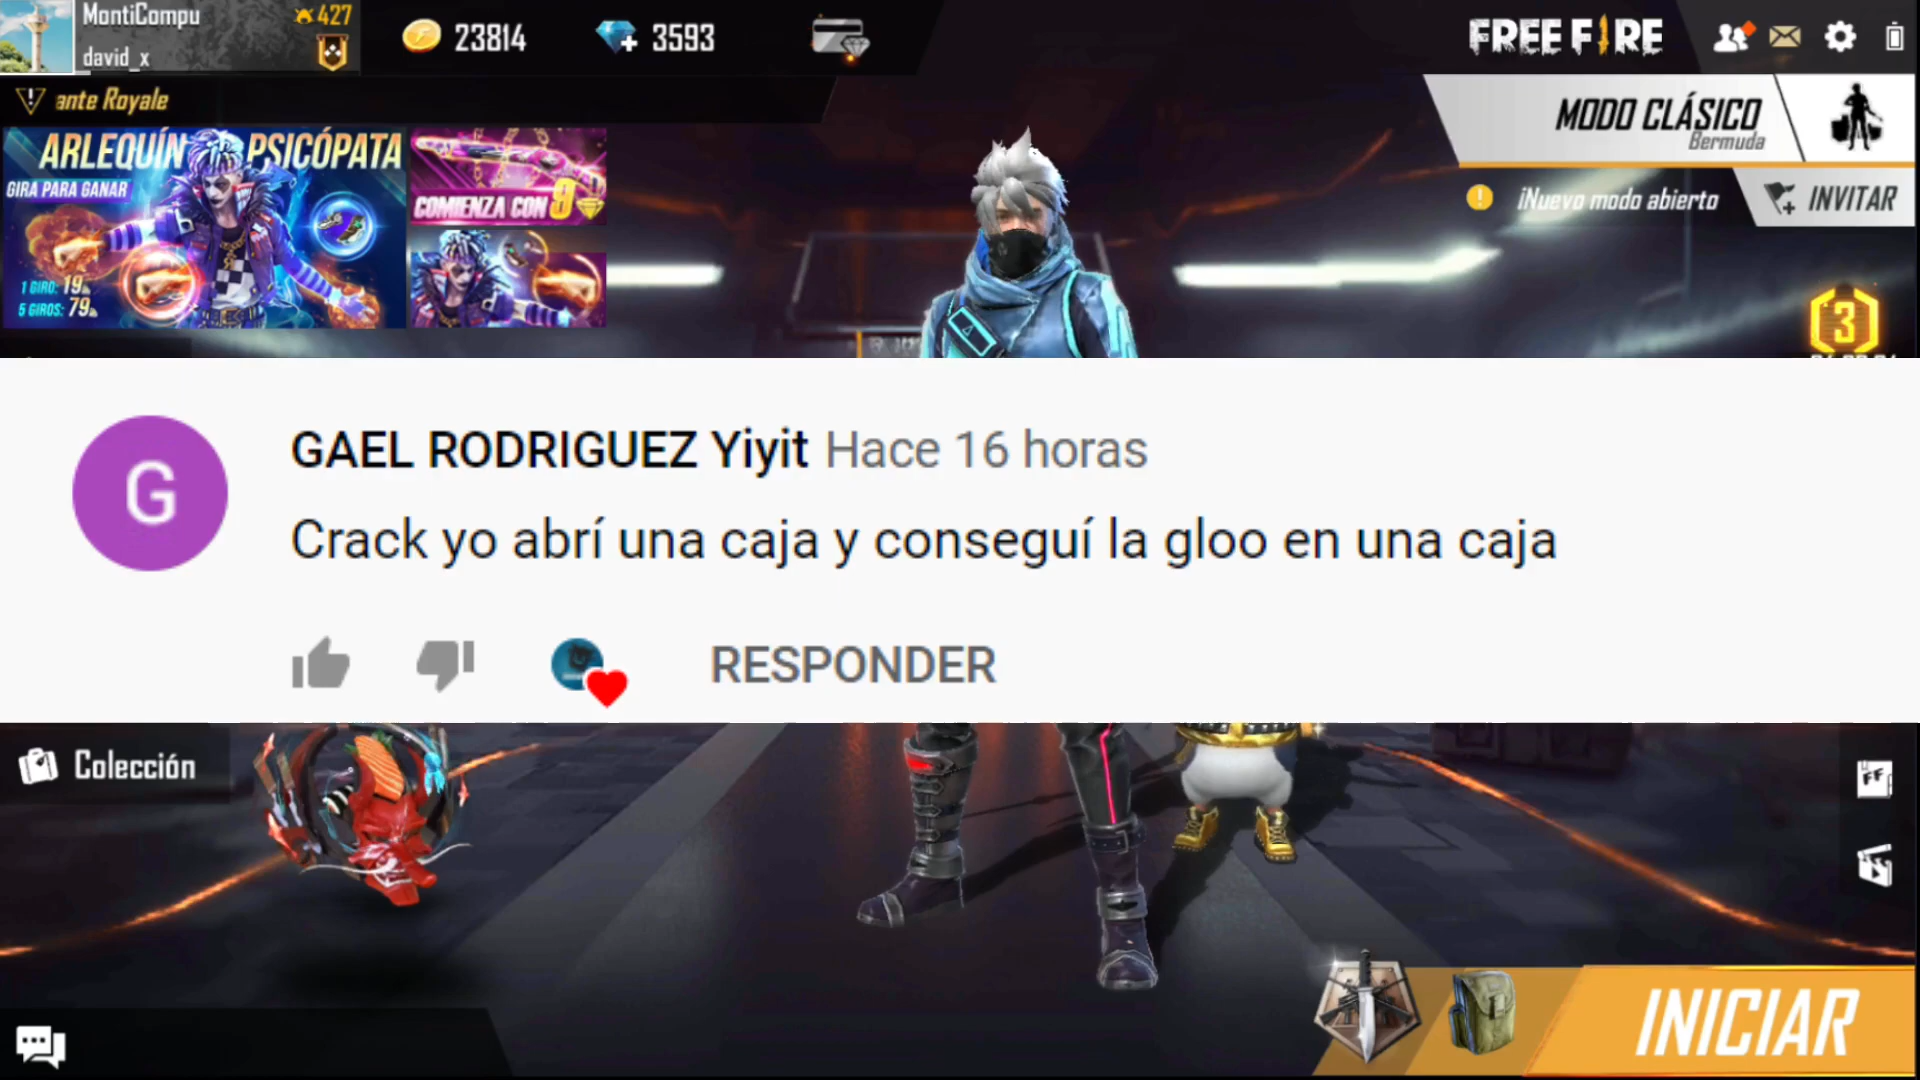 MontiCompu
427
david_x
23814
3593
FREE FIRE
ante Royale
MODO CLÁSICO
Bermuda
ARLEQUÍN PSICÓPATA
GIRA PARA GANAR
1 GIRO: 19
5 GIROS: 79
COMIENZA CON 9
¡Nuevo modo abierto
INVITAR
3
G
GAEL RODRIGUEZ Yiyit Hace 16 horas
Crack yo abrí una caja y conseguí la gloo en una caja
RESPONDER
Colección
FF
INICIAR